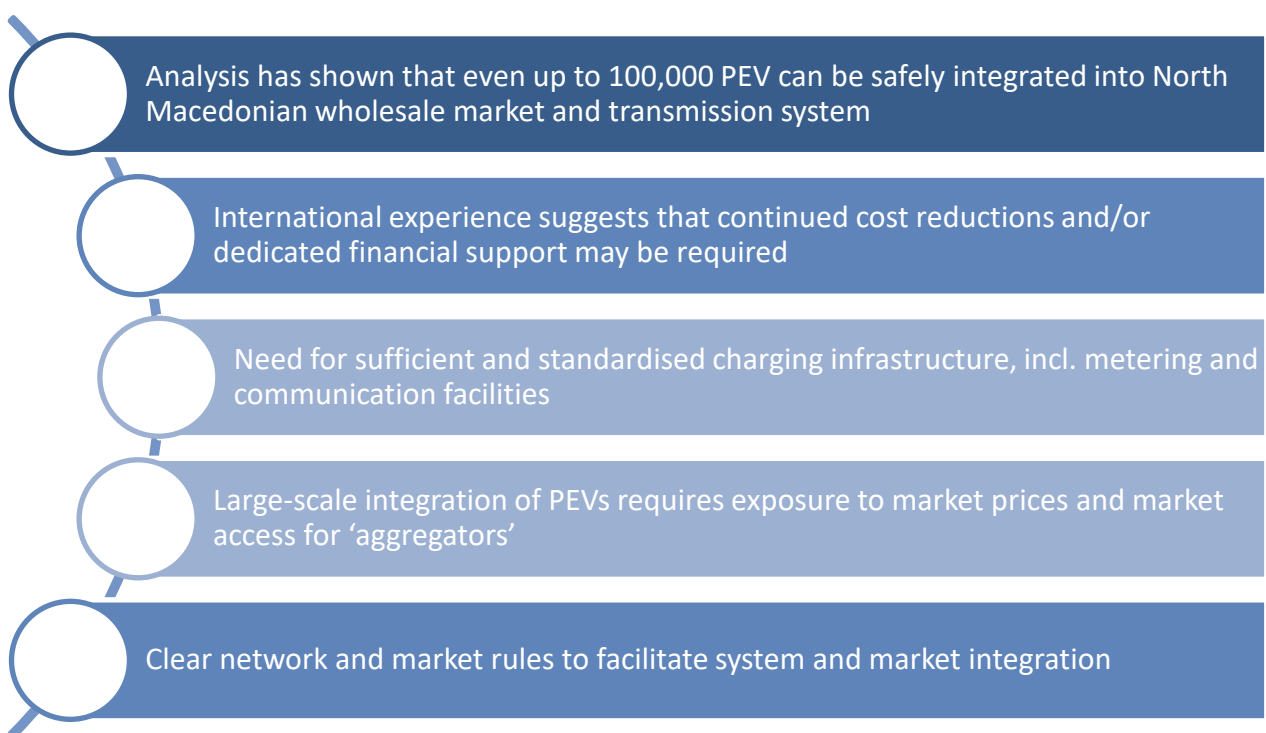 Analysis has shown that even up to 100,000 PEV can be safely integrated into North
Macedonian wholesale market and transmission system
International experience suggests that continued cost reductions and/or
dedicated financial support may be required
Need for sufficient and standardised charging infrastructure, incl. metering and
communication facilities
Large-scale integration of PEVs requires exposure to market prices and market
access for ‘aggregators’
Clear network and market rules to facilitate system and market integration